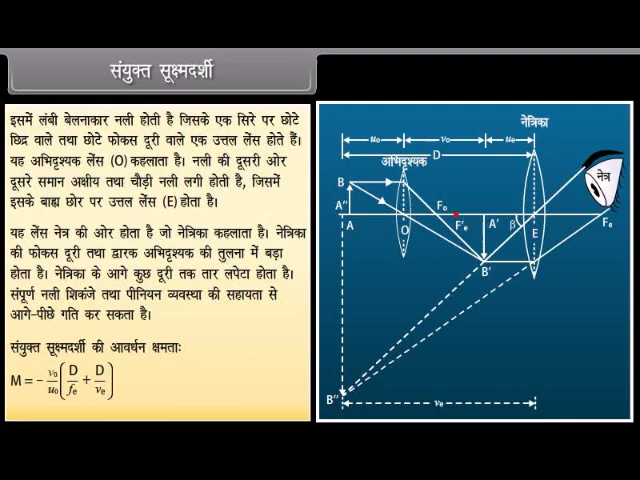 संयुक्त सूक्ष्मदर्शी
इसमें लंबी बेलनाकार नली होती है जिसके एक सिरे पर छोटे
छिद्र वाले तथा छोटे फोकस दूरी वाले एक उत्तल लेंस होते हैं।
यह अभिदृश्यक लेंस (O) कहलाता है। नली की दूसरी ओर
दूसरे समान अक्षीय तथा चौड़ी नली लगी होती है, जिसमें
इसके बाह्य छोर पर उत्तल लेंस (E) होता है।
यह लेंस नेत्र की ओर होता है जो नेत्रिका कहलाता है। नेत्रिका
की फोकस दूरी तथा द्वारक अभिदृश्यक की तुलना में बड़ा
होता है। नेत्रिका के आगे कुछ दूरी तक तार लपेटा होता है।
संपूर्ण नली शिकंजे तथा पीनियन व्यवस्था की सहायता से
आगे-पीछे गति कर सकता है।
संयुक्त सूक्ष्मदर्शी की आवर्धन क्षमताः
M = - v₀/u₀ (D/fₑ + D/vₑ)
नेत्रिका
u₀ v₀ uₑ
D
अभिदृश्यक
नेत्र
B
A" F₀
A O F'ₑ A' β E Fₑ
B'
B"
vₑ